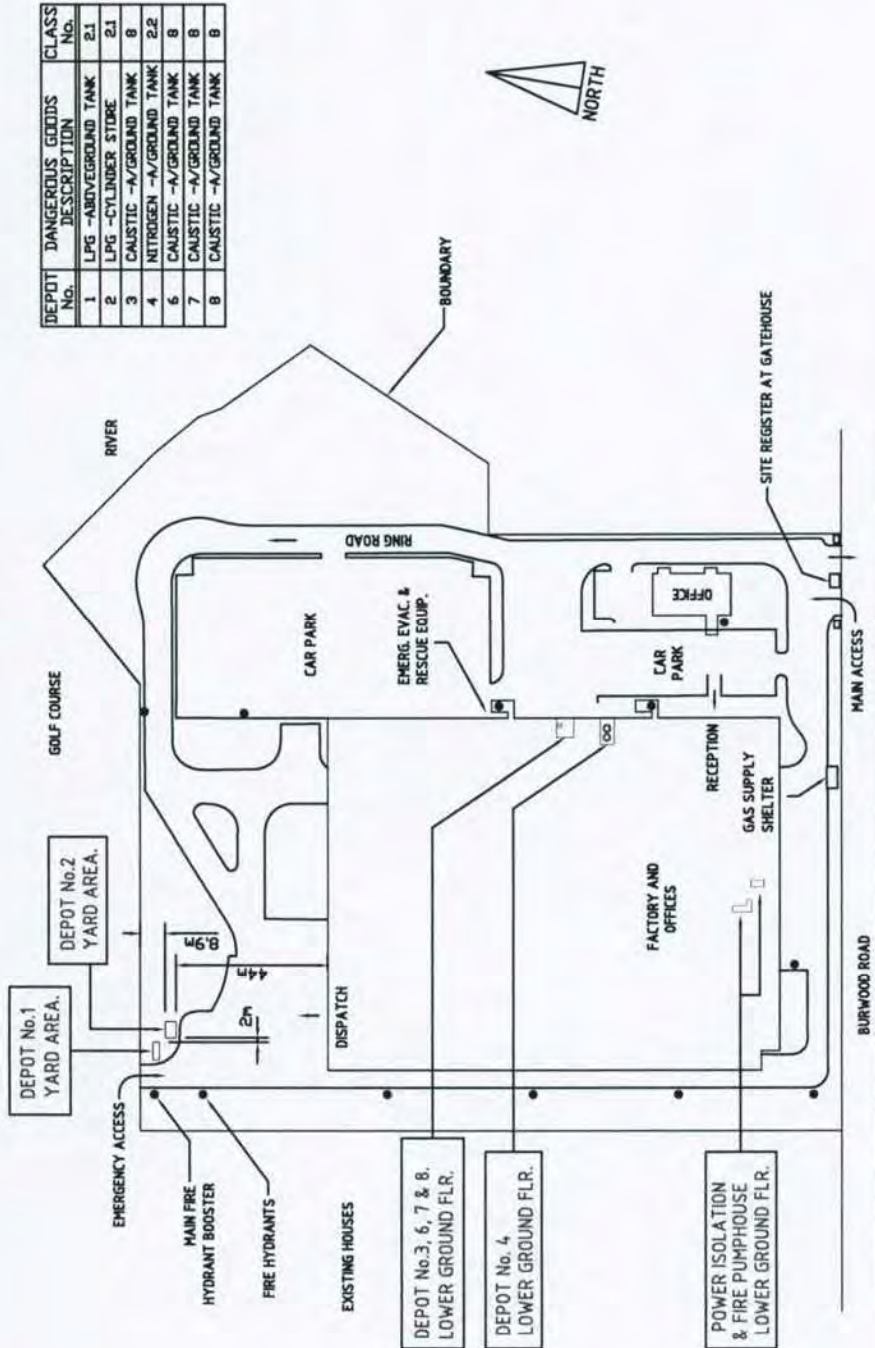 DEPOT No. DANGEROUS GOODS DESCRIPTION CLASS No.
1 LPG -ABOVEGROUND TANK 2.1
2 LPG -CYLINDER STORE 2.1
3 CAUSTIC -A/GROUND TANK 8
4 NITROGEN -A/GROUND TANK 2.2
6 CAUSTIC -A/GROUND TANK 8
7 CAUSTIC -A/GROUND TANK 8
8 CAUSTIC -A/GROUND TANK 8
NORTH
DEPOT No.1
YARD AREA.
DEPOT No.2
YARD AREA.
GOLF COURSE
RIVER
BOUNDARY
EMERGENCY ACCESS
MAIN FIRE
HYDRANT BOOSTER
FIRE HYDRANTS
EXISTING HOUSES
8.9m
44m
2m
DISPATCH
CAR PARK
RING ROAD
EMERG. EVAC. &
RESCUE EQUIP.
DEPOT No.3, 6, 7 & 8.
LOWER GROUND FLR.
DEPOT No. 4
LOWER GROUND FLR.
POWER ISOLATION
& FIRE PUMPHOUSE
LOWER GROUND FLR.
FACTORY AND
OFFICES
RECEPTION
CAR
PARK
OFFICE
GAS SUPPLY
SHELTER
SITE REGISTER AT GATEHOUSE
MAIN ACCESS
BURWOOD ROAD